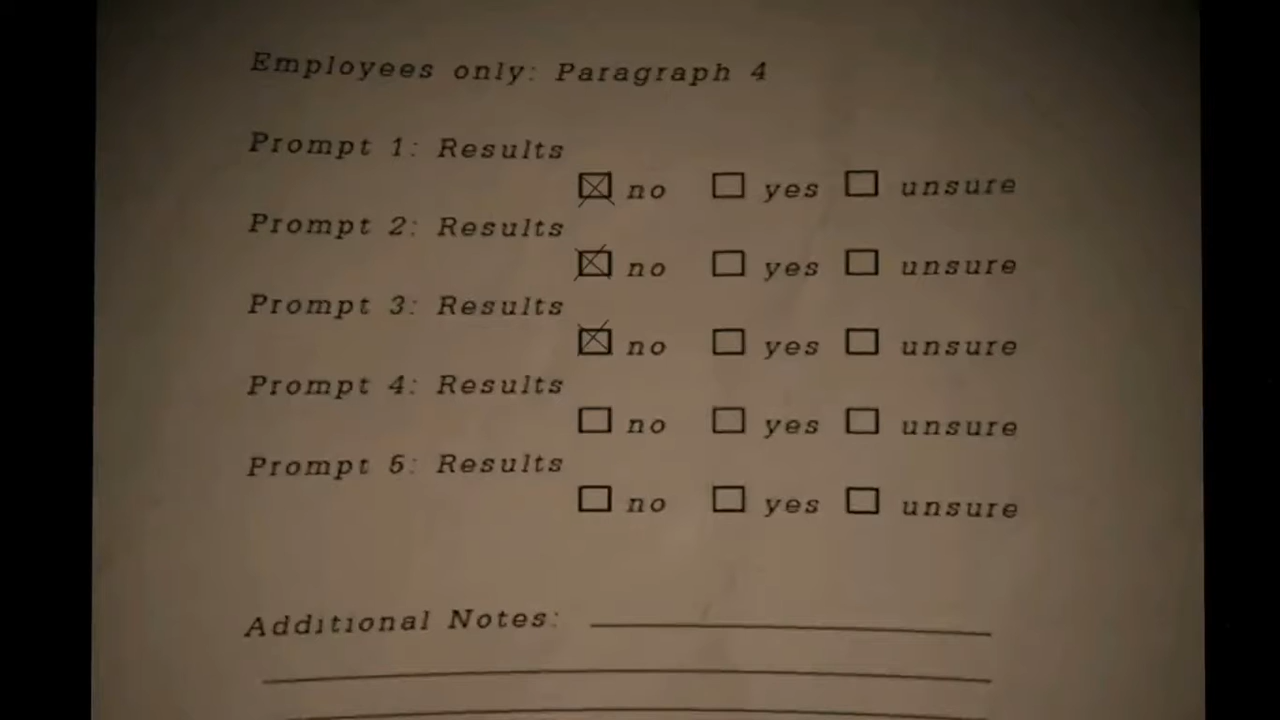 Employees only: Paragraph 4
Prompt 1: Results
no yes unsure
Prompt 2: Results
no yes unsure
Prompt 3: Results
no yes unsure
Prompt 4: Results
no yes unsure
Prompt 5: Results
no yes unsure
Additional Notes: